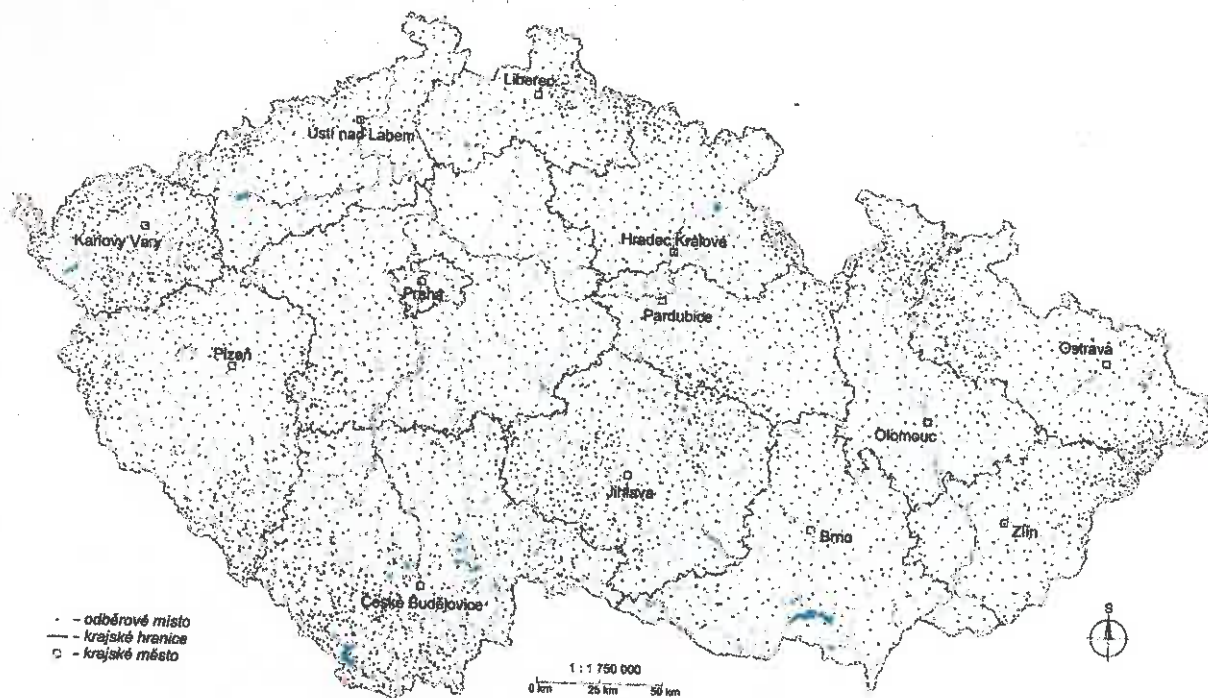 Liberec
Ústí nad Labem
Karlovy Vary
Hradec Králové
Praha
Pardubice
Plzeň
Ostrava
Olomouc
Jihlava
Brno
Zlín
České Budějovice
- odběrové místo
- krajské hranice
- krajské město
1 : 1 750 000
0 km 25 km 50 km
S